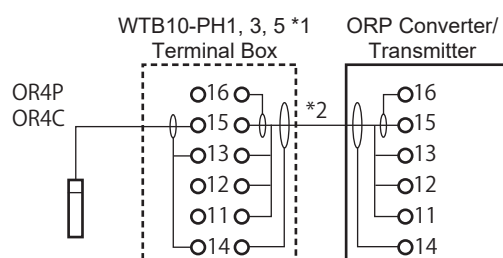 WTB10-PH1, 3, 5 *1
Terminal Box
ORP Converter/
Transmitter
OR4P
OR4C
*2
16
15
13
12
11
14
16
15
13
12
11
14